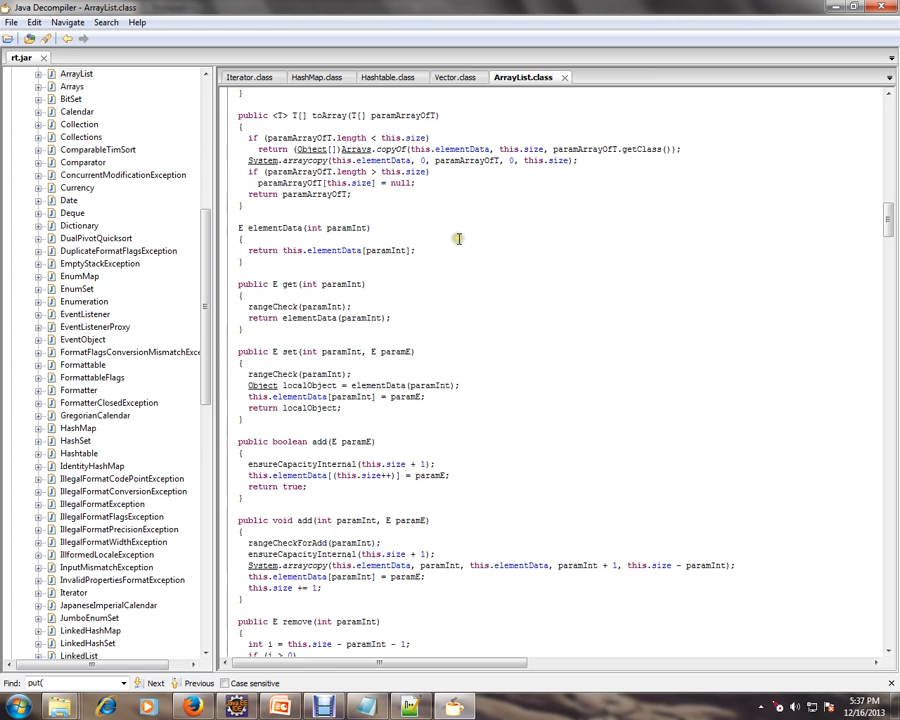 Java Decompiler - ArrayList.class
File Edit Navigate Search Help
rt.jar
ArrayList
Arrays
BitSet
Calendar
Collection
Collections
ComparableTimSort
Comparator
ConcurrentModificationException
Currency
Date
Deque
Dictionary
DualPivotQuicksort
DuplicateFormatFlagsException
EmptyStackException
EnumMap
EnumSet
Enumeration
EventListener
EventListenerProxy
EventObject
FormatFlagsConversionMismatchExce
Formattable
FormattableFlags
Formatter
FormatterClosedException
GregorianCalendar
HashMap
HashSet
Hashtable
IdentityHashMap
IllegalFormatCodePointException
IllegalFormatConversionException
IllegalFormatException
IllegalFormatFlagsException
IllegalFormatPrecisionException
IllegalFormatWidthException
IllformedLocaleException
InputMismatchException
InvalidPropertiesFormatException
Iterator
JapaneseImperialCalendar
JumboEnumSet
LinkedHashMap
LinkedHashSet
LinkedList
Iterator.class HashMap.class Hashtable.class Vector.class ArrayList.class
}
public <T> T[] toArray(T[] paramArrayOfT)
{
if (paramArrayOfT.length < this.size)
return (Object[])Arrays.copyOf(this.elementData, this.size, paramArrayOfT.getClass());
System.arraycopy(this.elementData, 0, paramArrayOfT, 0, this.size);
if (paramArrayOfT.length > this.size)
paramArrayOfT[this.size] = null;
return paramArrayOfT;
}
E elementData(int paramInt)
{
return this.elementData[paramInt];
}
public E get(int paramInt)
{
rangeCheck(paramInt);
return elementData(paramInt);
}
public E set(int paramInt, E paramE)
{
rangeCheck(paramInt);
Object localObject = elementData(paramInt);
this.elementData[paramInt] = paramE;
return localObject;
}
public boolean add(E paramE)
{
ensureCapacityInternal(this.size + 1);
this.elementData[(this.size++)] = paramE;
return true;
}
public void add(int paramInt, E paramE)
{
rangeCheckForAdd(paramInt);
ensureCapacityInternal(this.size + 1);
System.arraycopy(this.elementData, paramInt, this.elementData, paramInt + 1, this.size - paramInt);
this.elementData[paramInt] = paramE;
this.size += 1;
}
public E remove(int paramInt)
{
int i = this.size - paramInt - 1;
if (i > 0)
Find: put( Next Previous Case sensitive
5:37 PM
12/16/2013